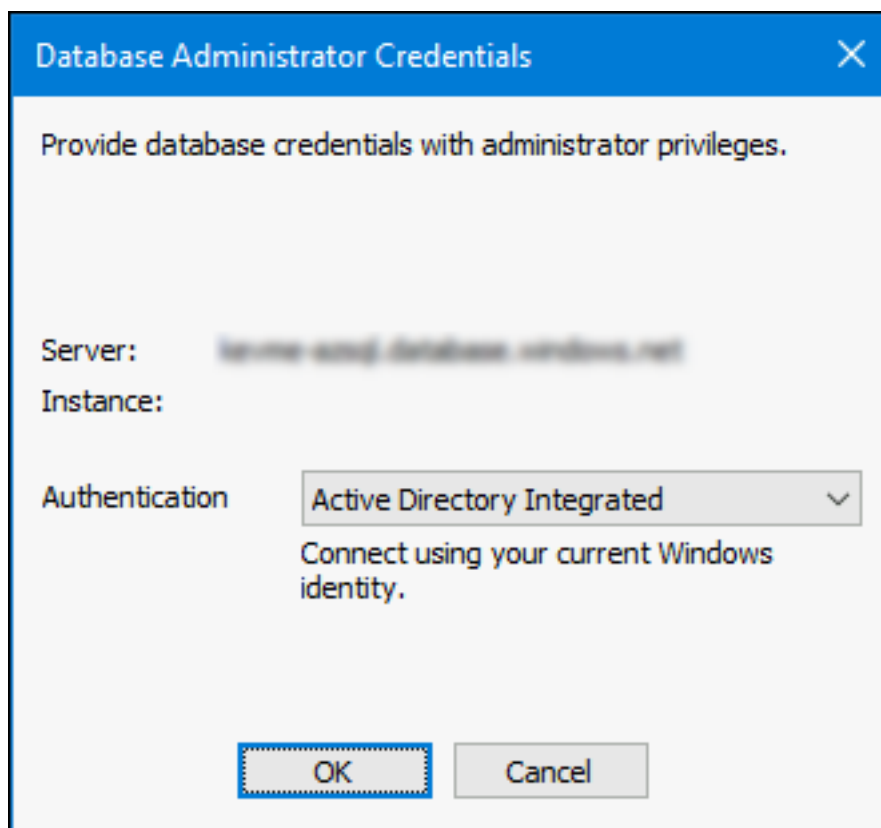 Database Administrator Credentials
Provide database credentials with administrator privileges.
Server:
Instance:
Authentication Active Directory Integrated
Connect using your current Windows
identity.
OK Cancel